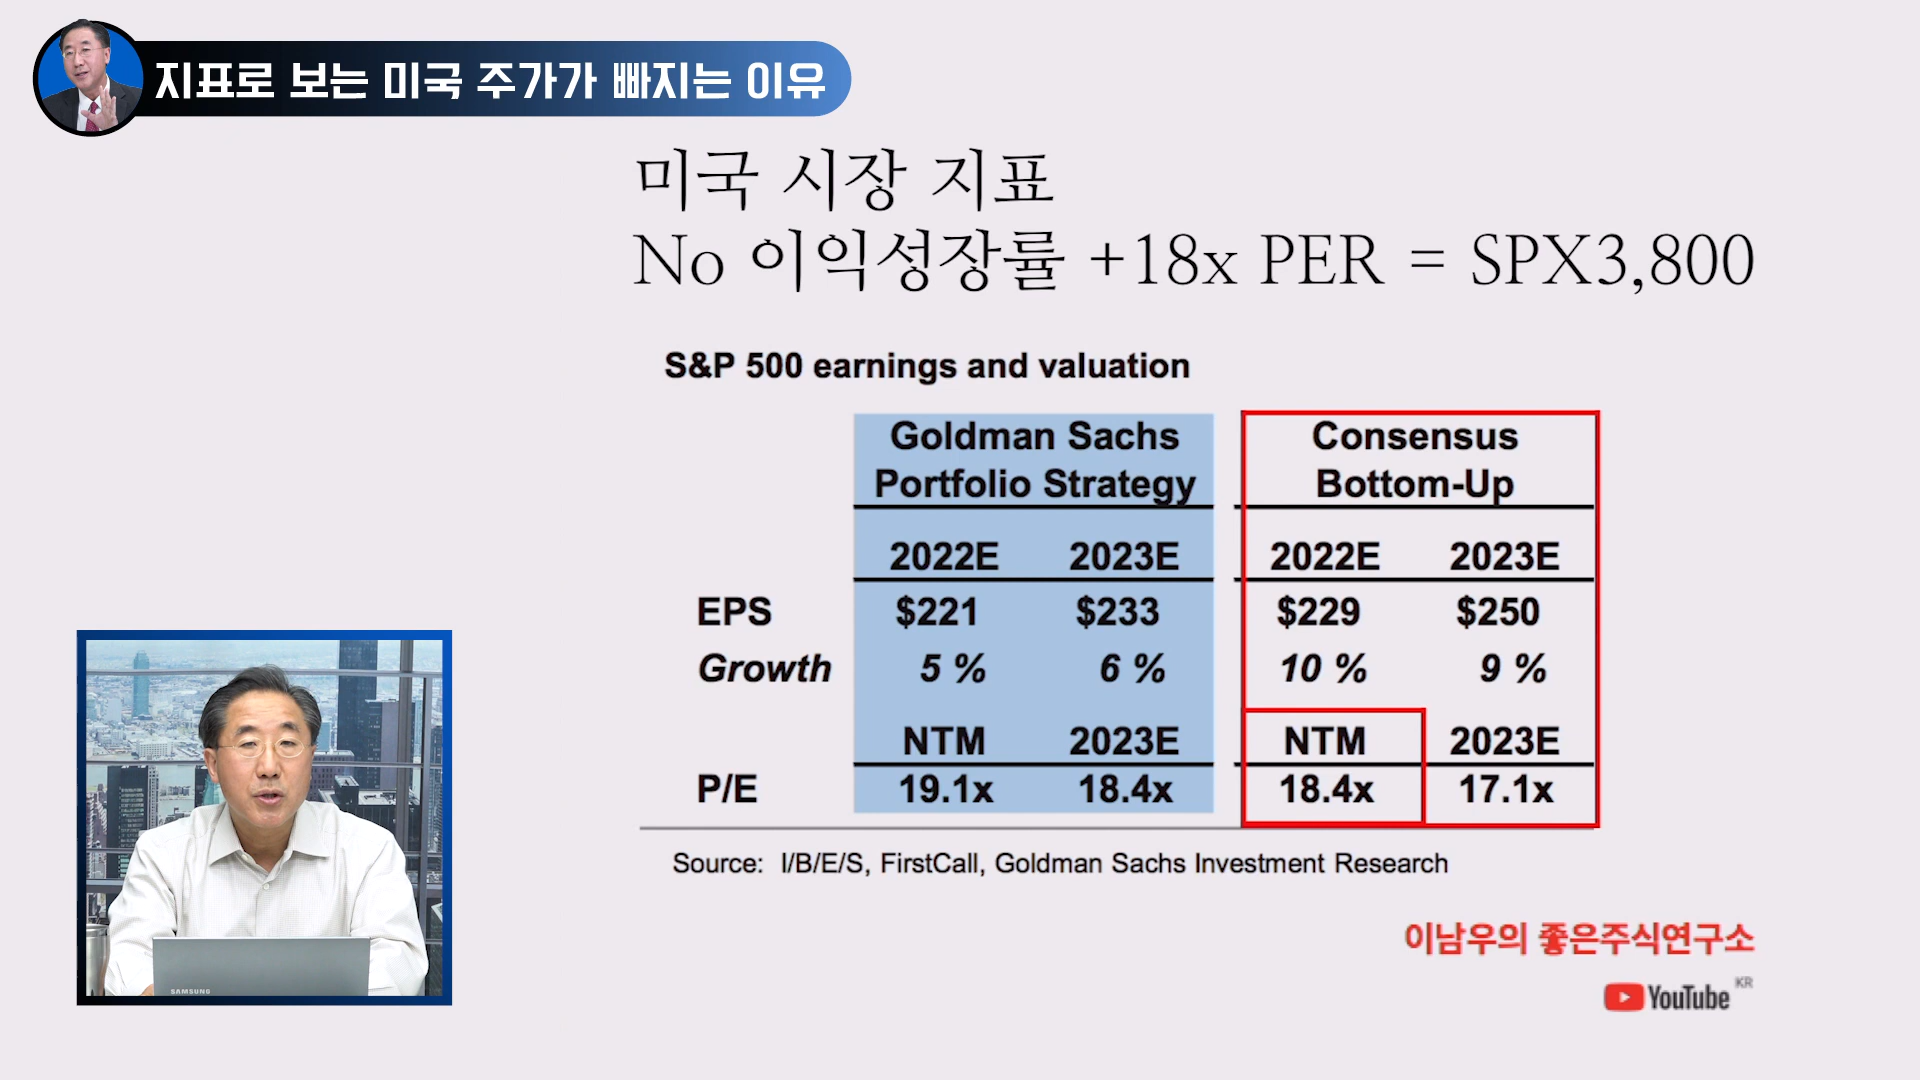 지표로 보는 미국 주가가 빠지는 이유
미국 시장 지표
No 이익성장률 +18x PER = SPX3,800
S&P 500 earnings and valuation
Goldman Sachs Consensus
Portfolio Strategy Bottom-Up
2022E 2023E 2022E 2023E
EPS $221 $233 $229 $250
Growth 5 % 6 % 10 % 9 %
NTM 2023E NTM 2023E
P/E 19.1x 18.4x 18.4x 17.1x
Source: I/B/E/S, FirstCall, Goldman Sachs Investment Research
이남우의 좋은주식연구소
YouTube KR
SAMSUNG